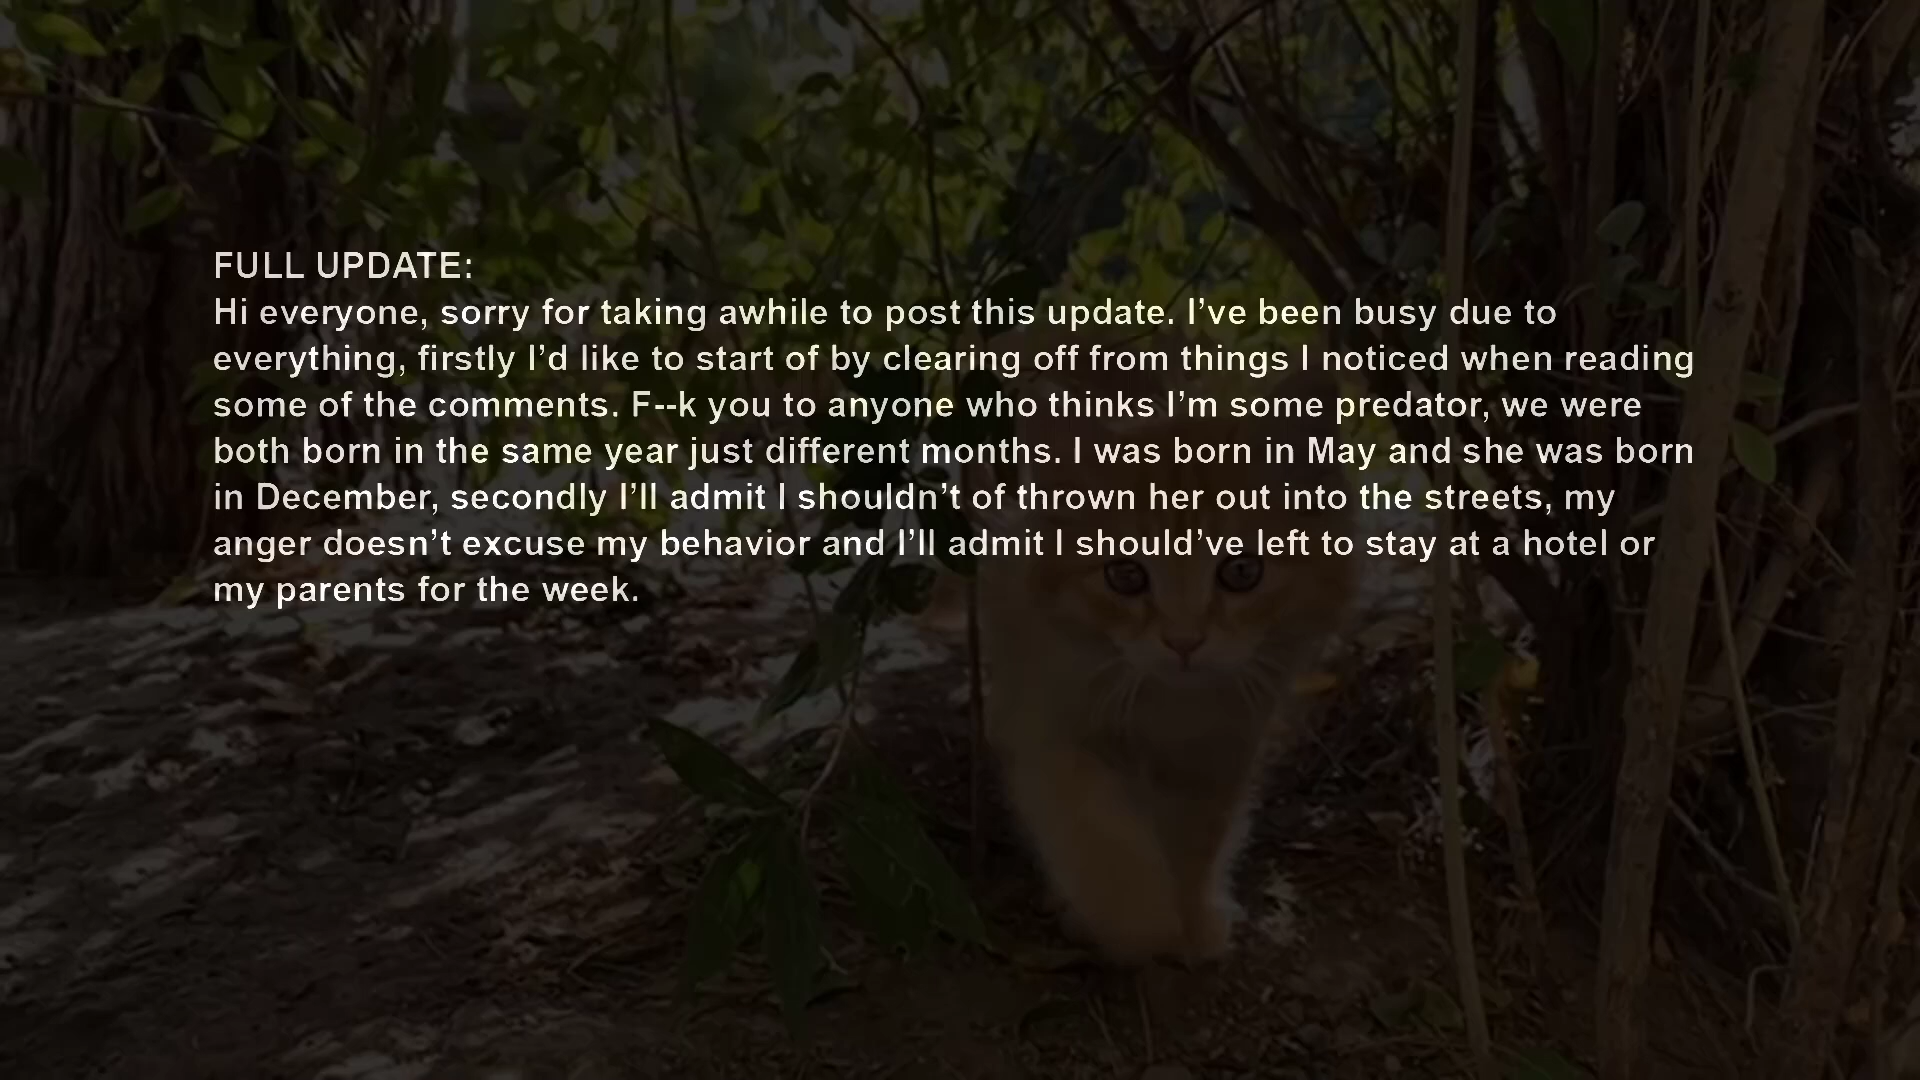 FULL UPDATE:
Hi everyone, sorry for taking awhile to post this update. I’ve been busy due to
everything, firstly I’d like to start of by clearing off from things I noticed when reading
some of the comments. F--k you to anyone who thinks I’m some predator, we were
both born in the same year just different months. I was born in May and she was born
in December, secondly I’ll admit I shouldn’t of thrown her out into the streets, my
anger doesn’t excuse my behavior and I’ll admit I should’ve left to stay at a hotel or
my parents for the week.